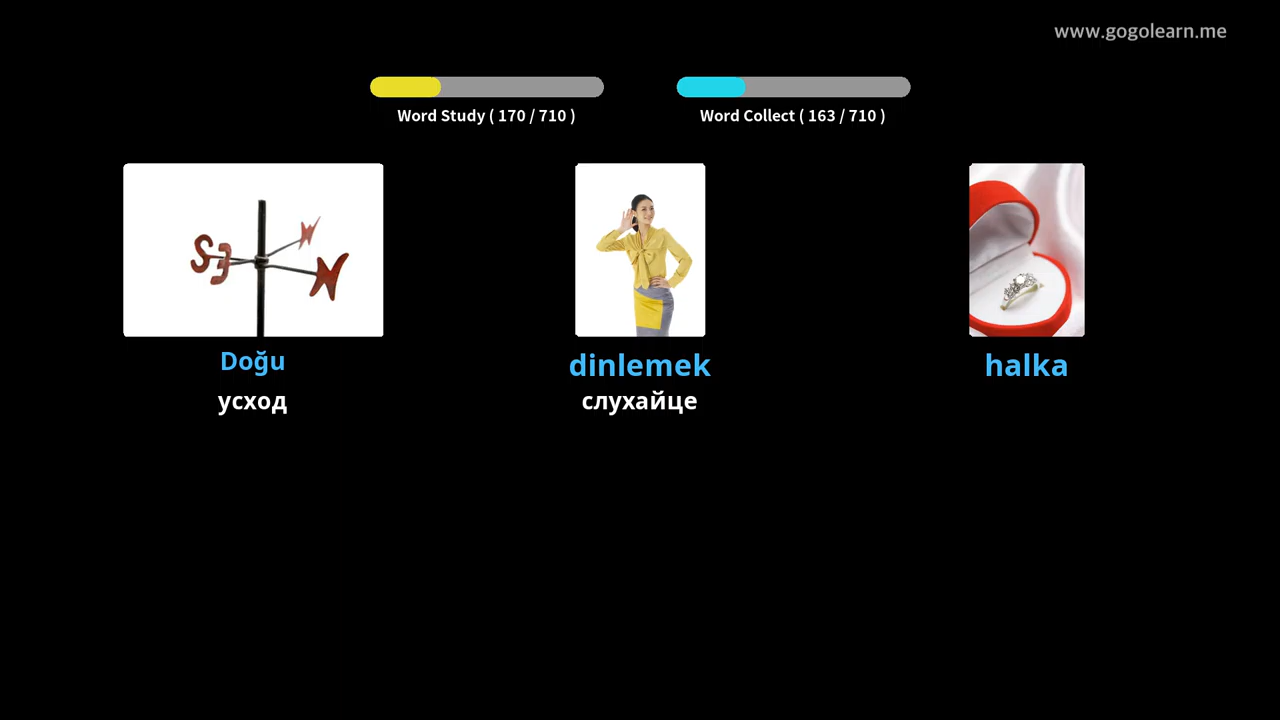 www.gogolearn.me
Word Study ( 170 / 710 )
Word Collect ( 163 / 710 )
S E N
Doğu
dinlemek
halka
усход
слухайце